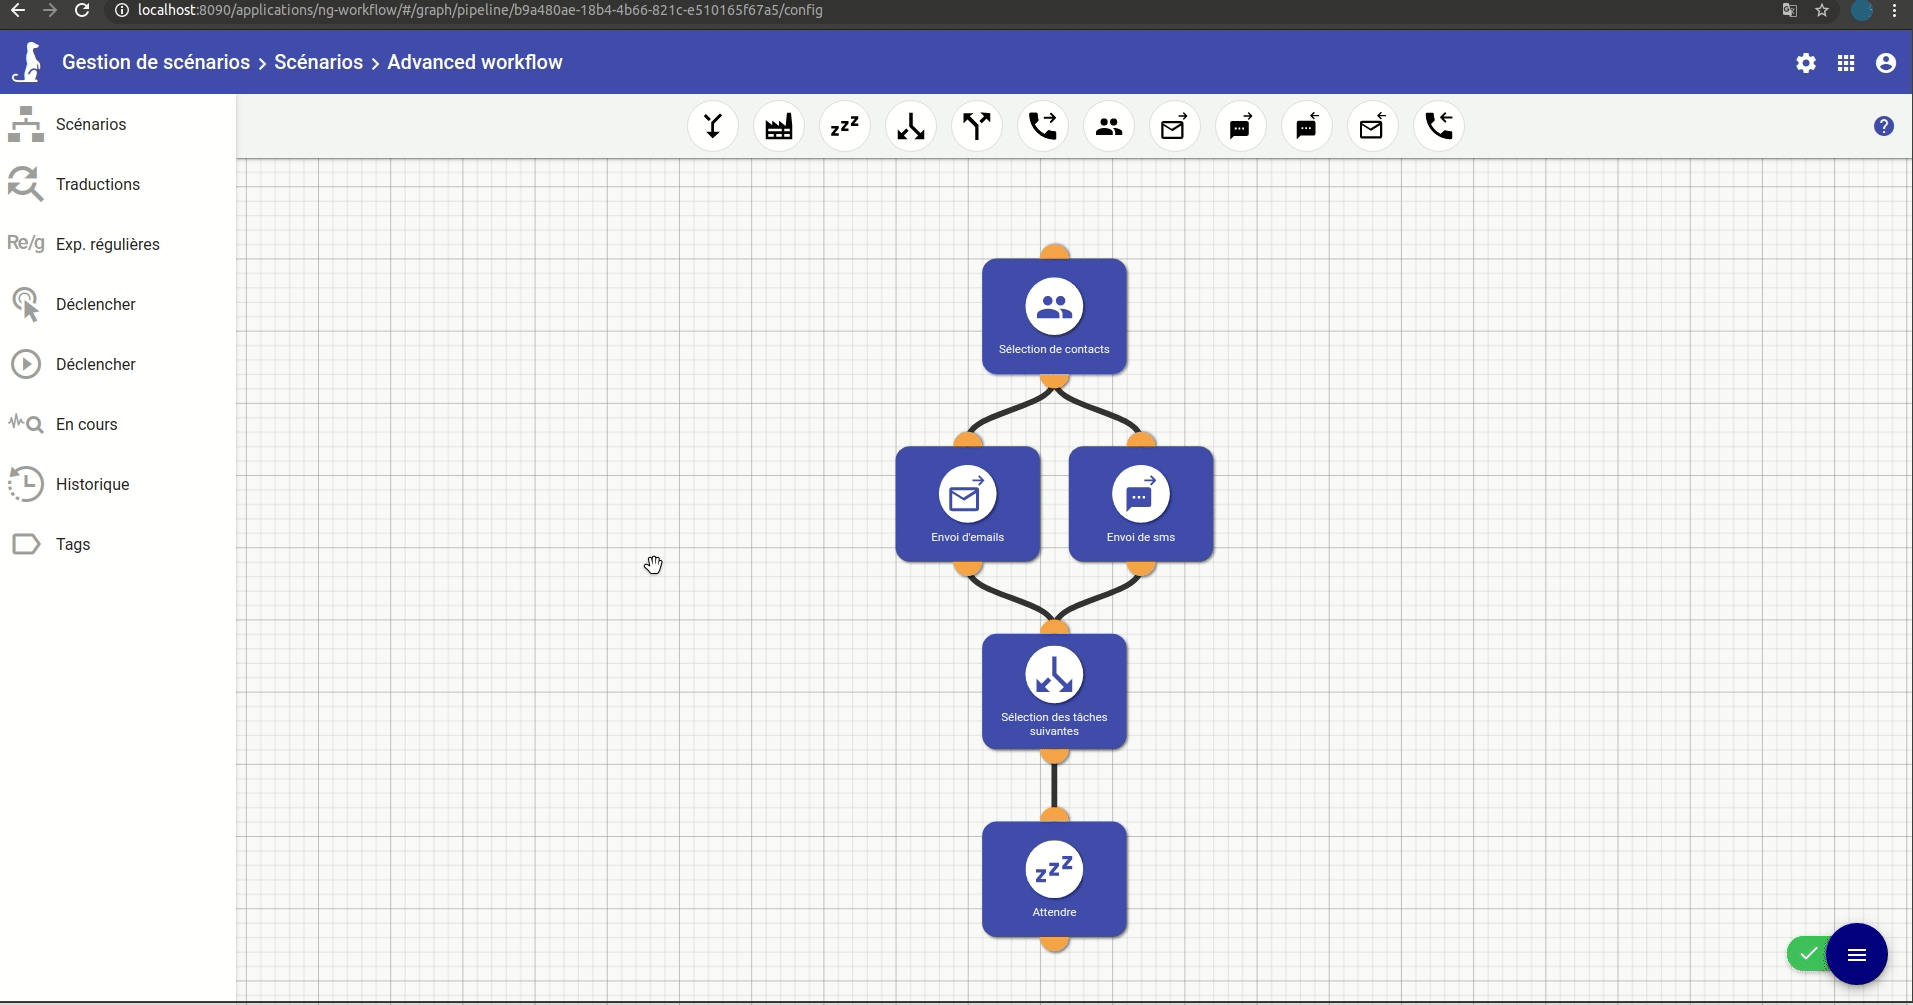 localhost:8090/applications/ng-workflow/#/graph/pipeline/b9a480ae-18b4-4b66-821c-e510165f67a5/config
Gestion de scénarios > Scénarios > Advanced workflow
Scénarios
Traductions
Re/g Exp. régulières
Déclencher
Déclencher
En cours
Historique
Tags
zzz
?
Sélection de contacts
Envoi d'emails
Envoi de sms
Sélection des tâches
suivantes
zzz
Attendre